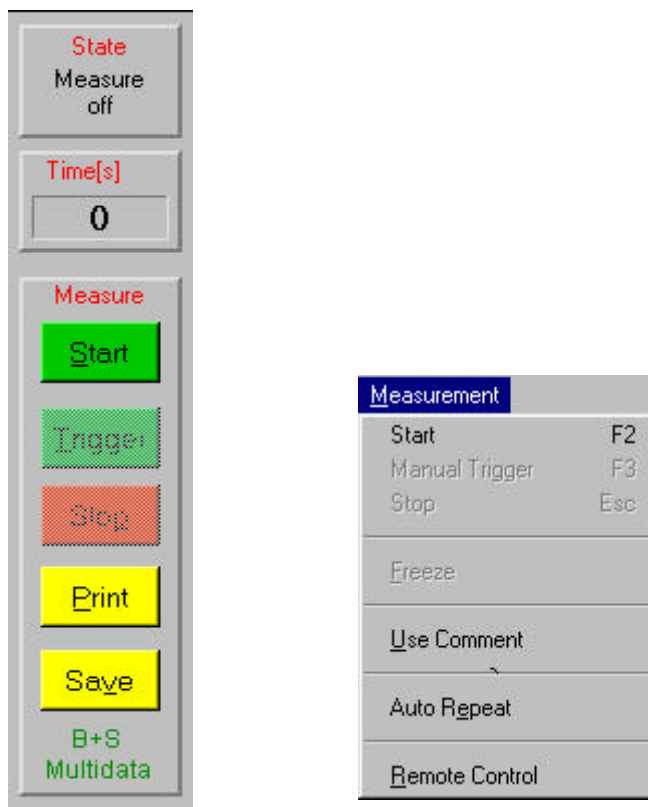 State
Measure
off
Time[s]
0
Measure
Start
Trigger
Stop
Print
Save
B+S
Multidata
Measurement
Start F2
Manual Trigger F3
Stop Esc
Freeze
Use Comment
Auto Repeat
Remote Control